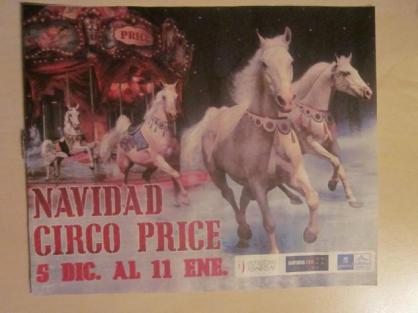 PRICE
NAVIDAD
CIRCO PRICE
5 DIC. AL 11 ENE.